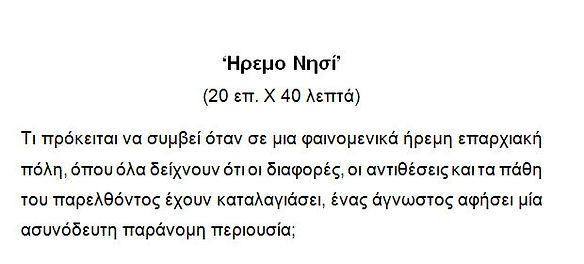 ‘Ήρεμο Νησί’
(20 επ. Χ 40 λεπτά)
Τι πρόκειται να συμβεί όταν σε μια φαινομενικά ήρεμη επαρχιακή
πόλη, όπου όλα δείχνουν ότι οι διαφορές, οι αντιθέσεις και τα πάθη
του παρελθόντος έχουν καταλαγιάσει, ένας άγνωστος αφήσει μία
ασυνόδευτη παράνομη περιουσία;